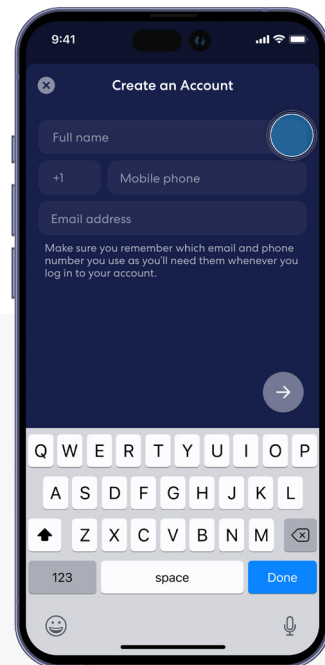 9:41
Create an Account
Full name
+1 Mobile phone
Email address
Make sure you remember which email and phone
number you use as you'll need them whenever you
log in to your account.
Q W E R T Y U I O P
A S D F G H J K L
Z X C V B N M
123 space Done